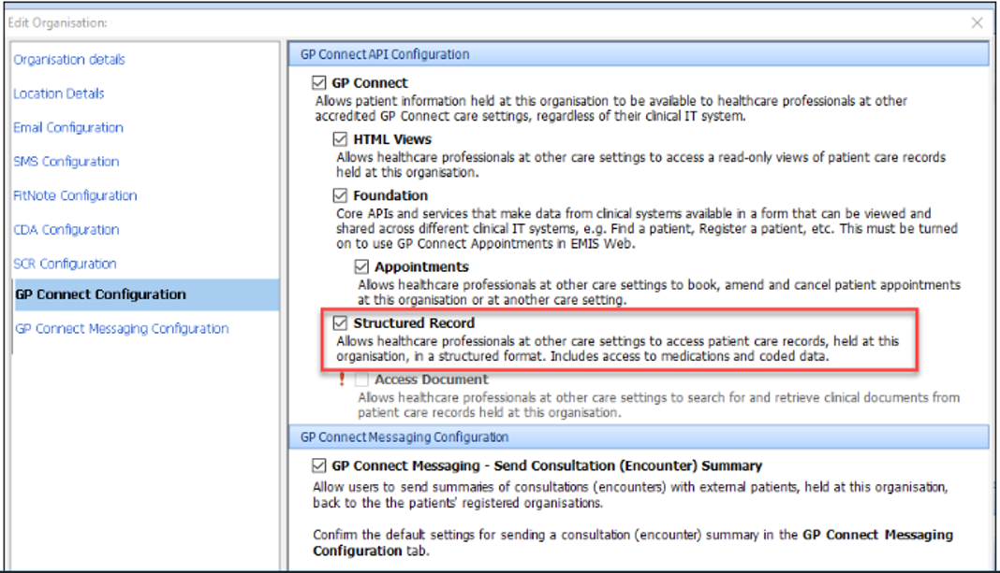 Edit Organisation:
Organisation details
Location Details
Email Configuration
SMS Configuration
FitNote Configuration
CDA Configuration
SCR Configuration
GP Connect Configuration
GP Connect Messaging Configuration
GP Connect API Configuration
GP Connect
Allows patient information held at this organisation to be available to healthcare professionals at other
accredited GP Connect care settings, regardless of their clinical IT system.
HTML Views
Allows healthcare professionals at other care settings to access a read-only views of patient care records
held at this organisation.
Foundation
Core APIs and services that make data from clinical systems available in a form that can be viewed and
shared across different clinical IT systems, e.g. Find a patient, Register a patient, etc. This must be turned
on to use GP Connect Appointments in EMIS Web.
Appointments
Allows healthcare professionals at other care settings to book, amend and cancel patient appointments
at this organisation or at another care setting.
Structured Record
Allows healthcare professionals at other care settings to access patient care records, held at this
organisation, in a structured format. Includes access to medications and coded data.
! Access Document
Allows healthcare professionals at other care settings to search for and retrieve clinical documents from
patient care records held at this organisation.
GP Connect Messaging Configuration
GP Connect Messaging - Send Consultation (Encounter) Summary
Allow users to send summaries of consultations (encounters) with external patients, held at this organisation,
back to the the patients' registered organisations.
Confirm the default settings for sending a consultation (encounter) summary in the GP Connect Messaging
Configuration tab.